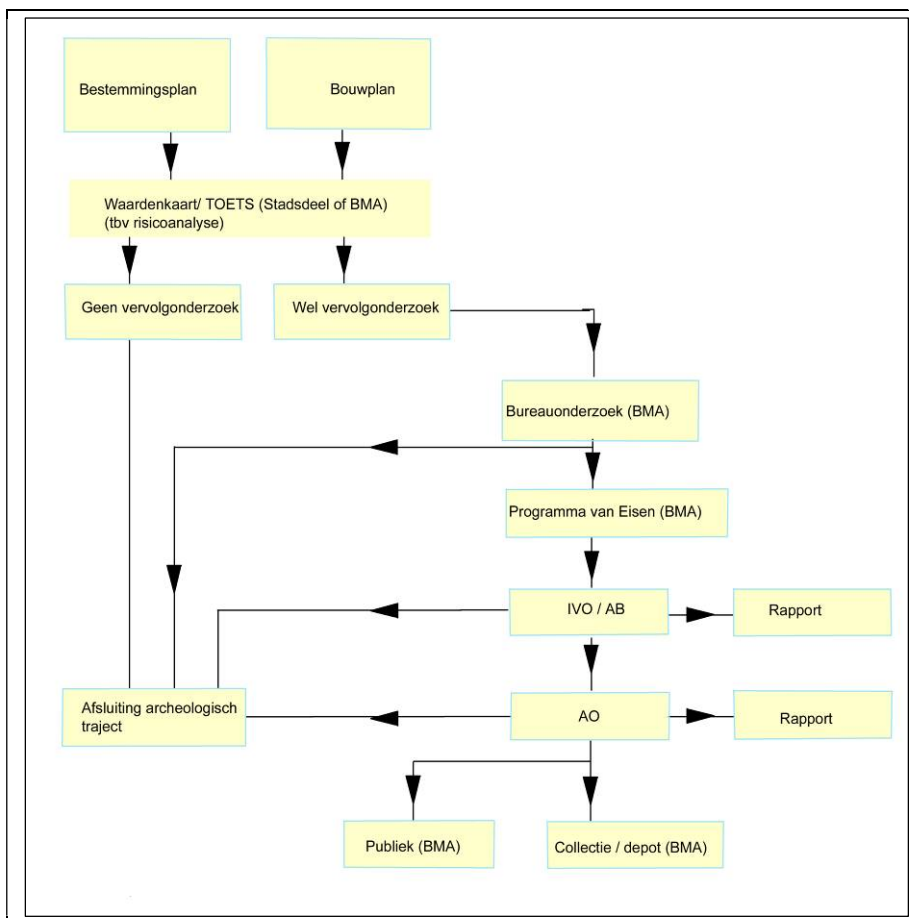 Bestemmingsplan
Bouwplan
Waardenkaart/ TOETS (Stadsdeel of BMA)
(tbv risicoanalyse)
Geen vervolgonderzoek
Wel vervolgonderzoek
Bureauonderzoek (BMA)
Programma van Eisen (BMA)
IVO / AB
Rapport
Afsluiting archeologisch
traject
AO
Rapport
Publiek (BMA)
Collectie / depot (BMA)